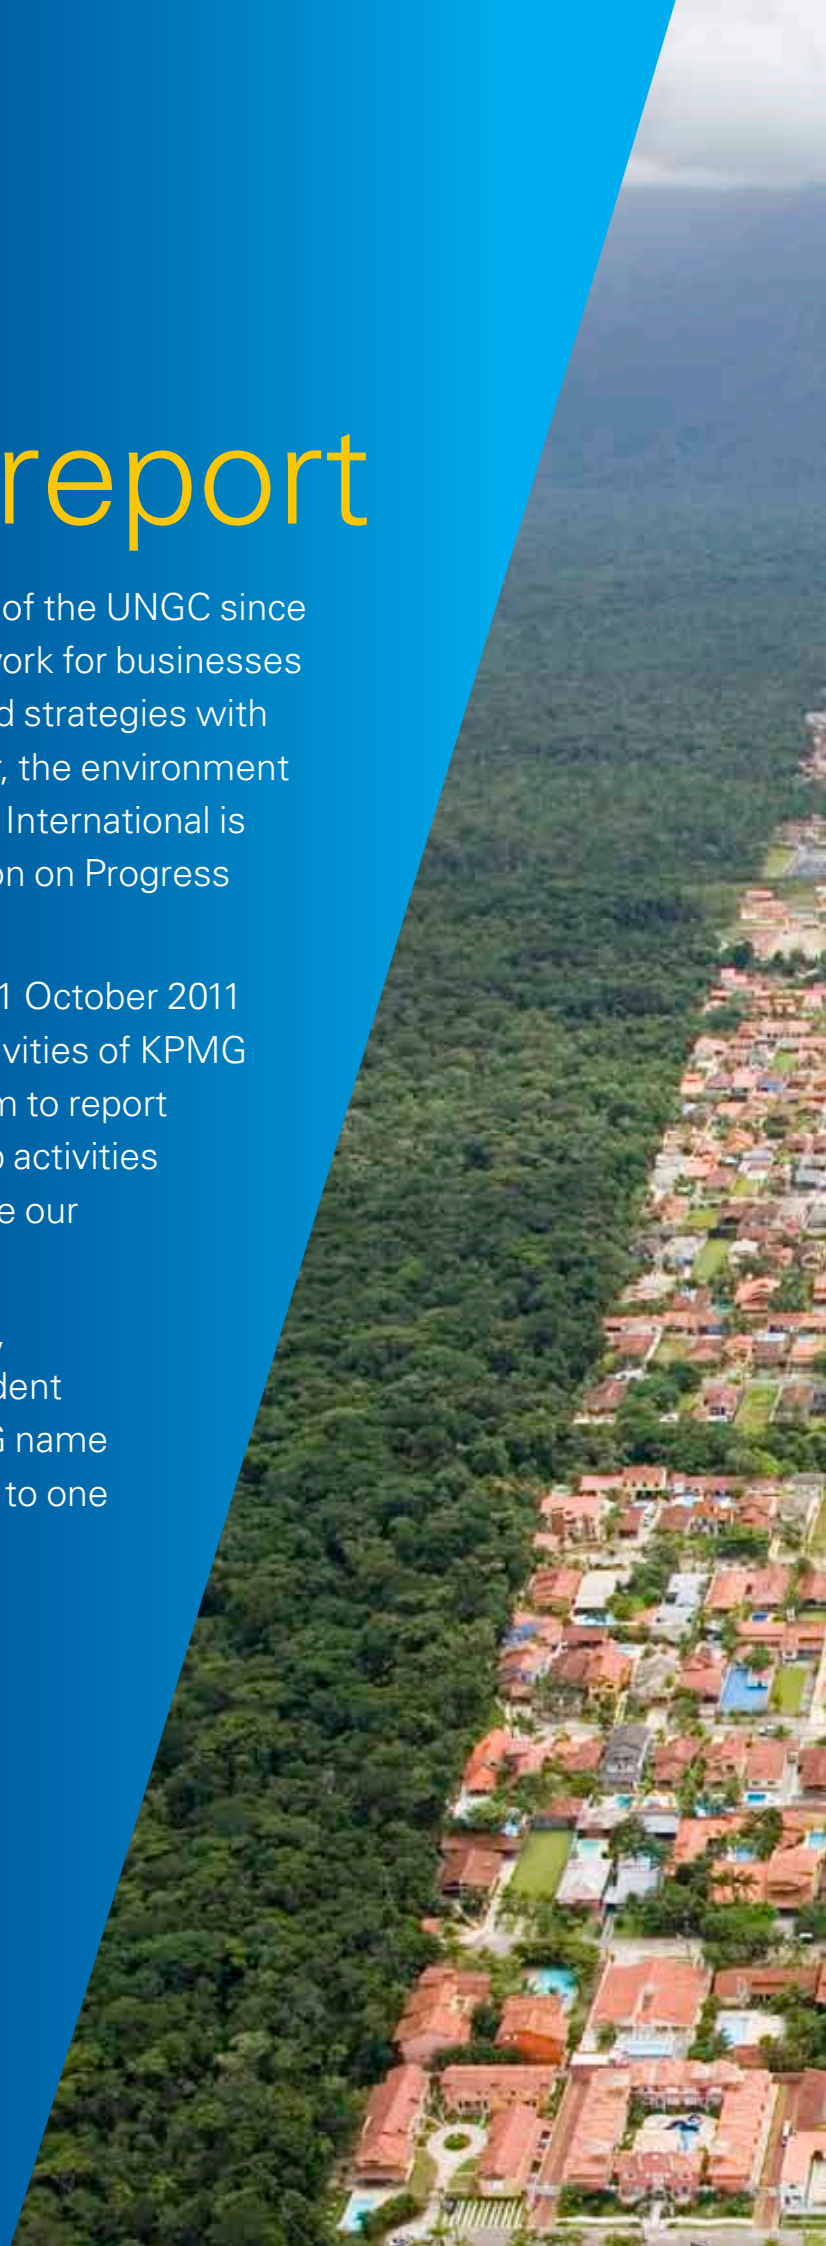 report
of the UNGC since
work for businesses
d strategies with
, the environment
International is
on on Progress
1 October 2011
vities of KPMG
m to report
activities
e our
dent
G name
to one